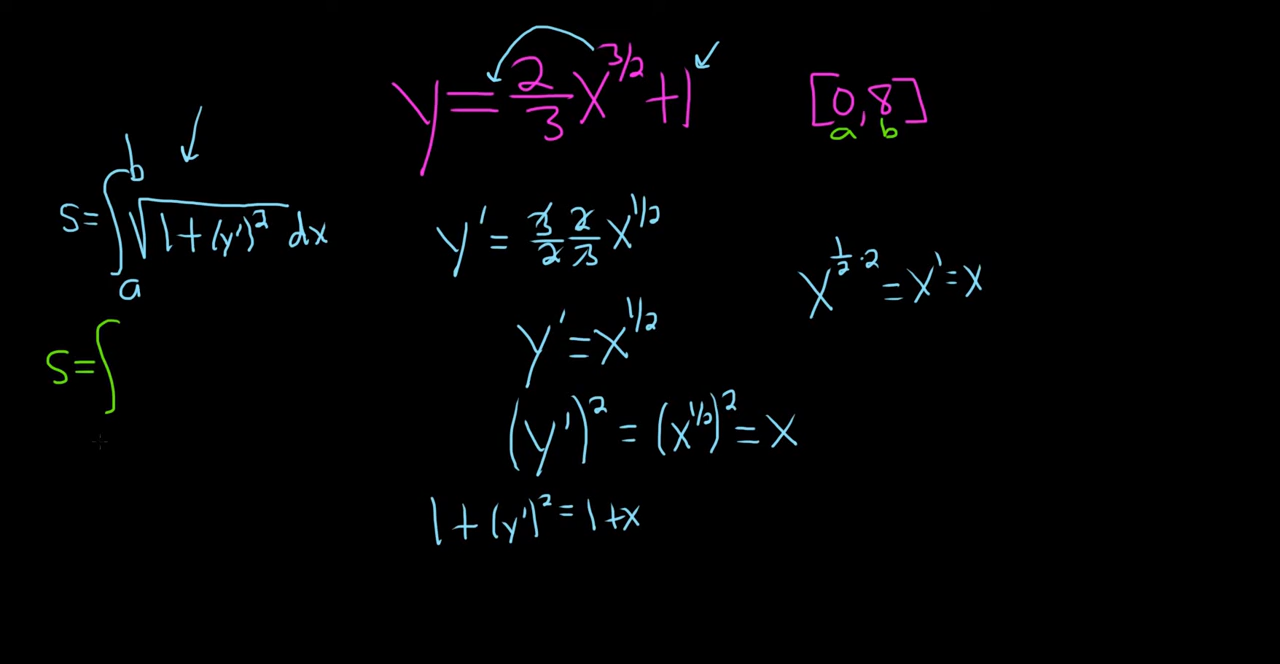 y = 2/3 x^{3/2} + 1
[0, 8]
a b
S = ∫_a^b √(1 + (y')^2) dx
y' = 3/2 2/3 x^{1/2}
x^{1/2 · 2} = x^1 = x
y' = x^{1/2}
S = ∫
(y')^2 = (x^{1/2})^2 = x
1 + (y')^2 = 1 + x